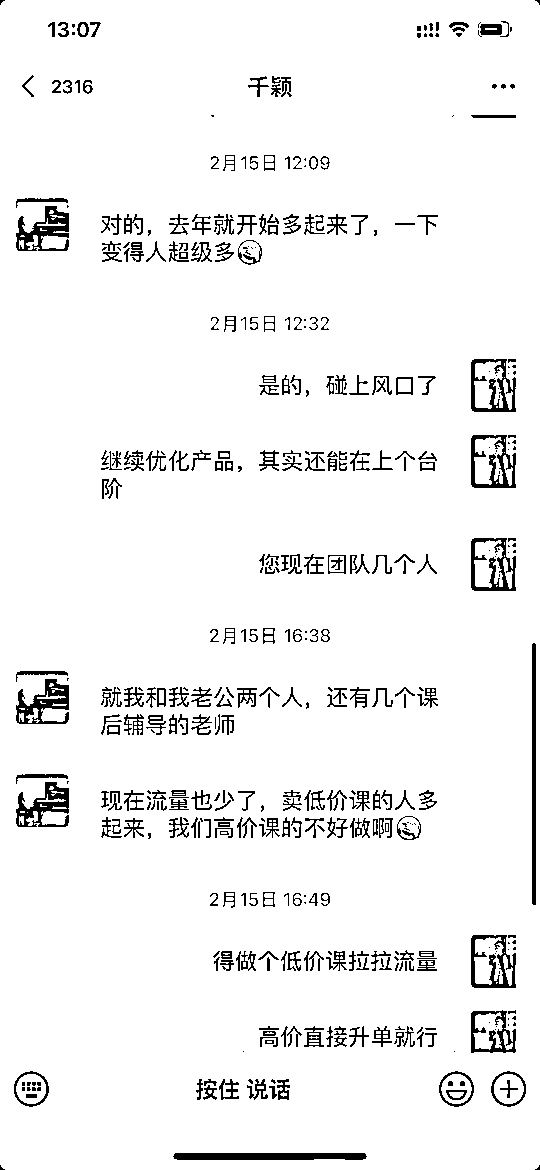 13:07
2316
千颖
2月15日 12:09
对的，去年就开始多起来了，一下
变得人超级多
2月15日 12:32
是的，碰上风口了
继续优化产品，其实还能在上个台
阶
您现在团队几个人
2月15日 16:38
就我和我老公两个人，还有几个课
后辅导的老师
现在流量也少了，卖低价课的人多
起来，我们高价课的不好做啊
2月15日 16:49
得做个低价课拉拉流量
高价直接升单就行
按住 说话